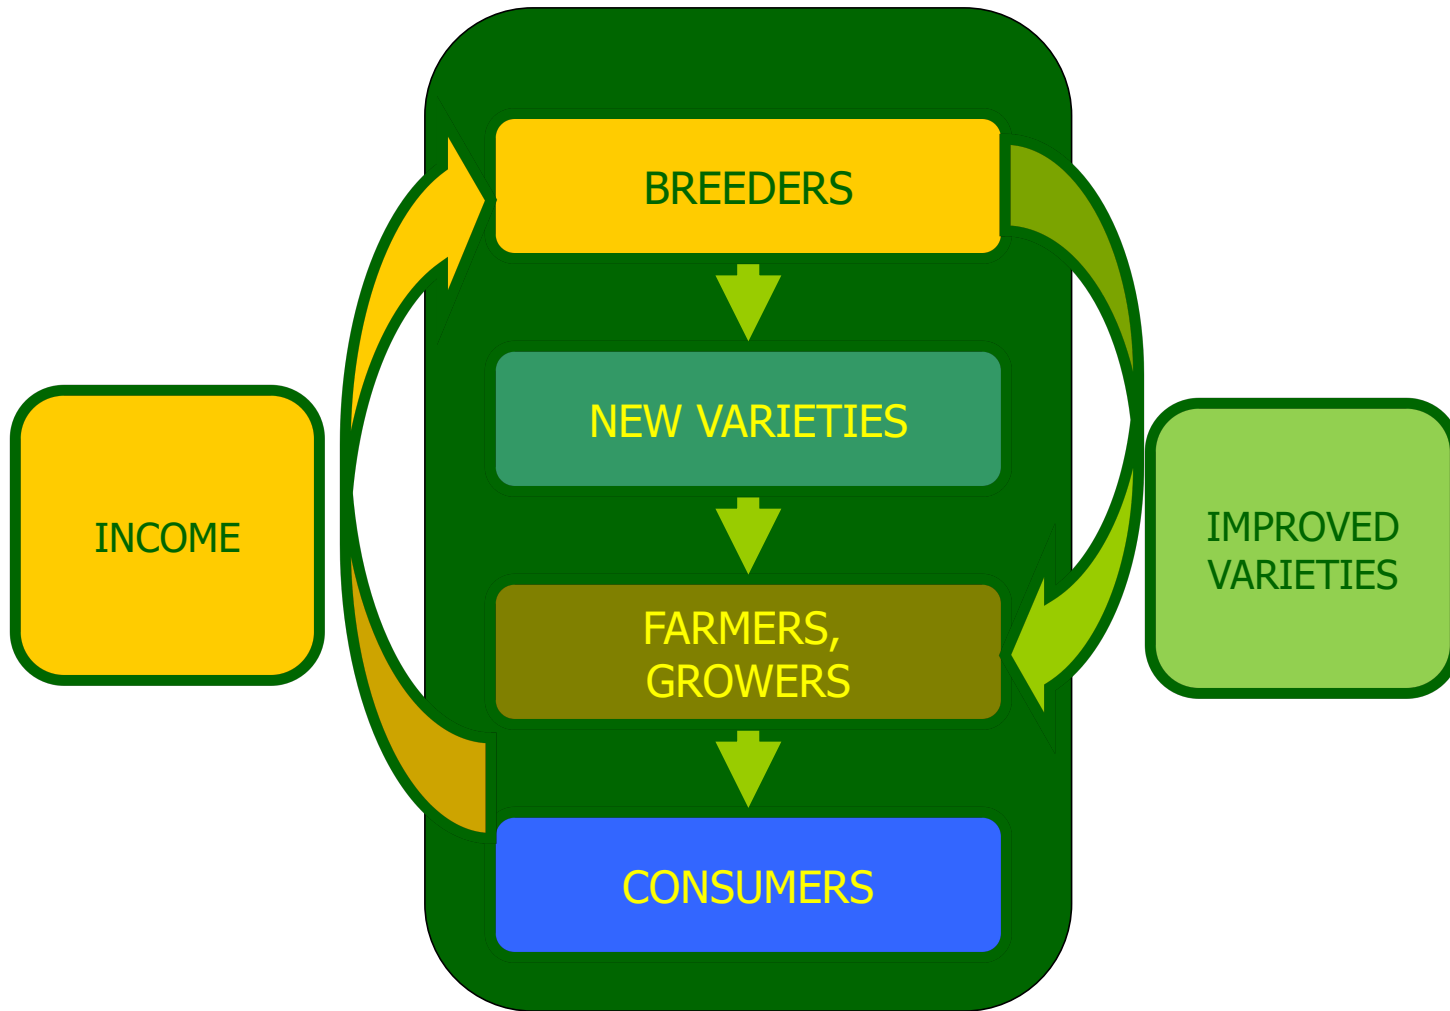 BREEDERS
NEW VARIETIES
INCOME
IMPROVED
VARIETIES
FARMERS,
GROWERS
CONSUMERS